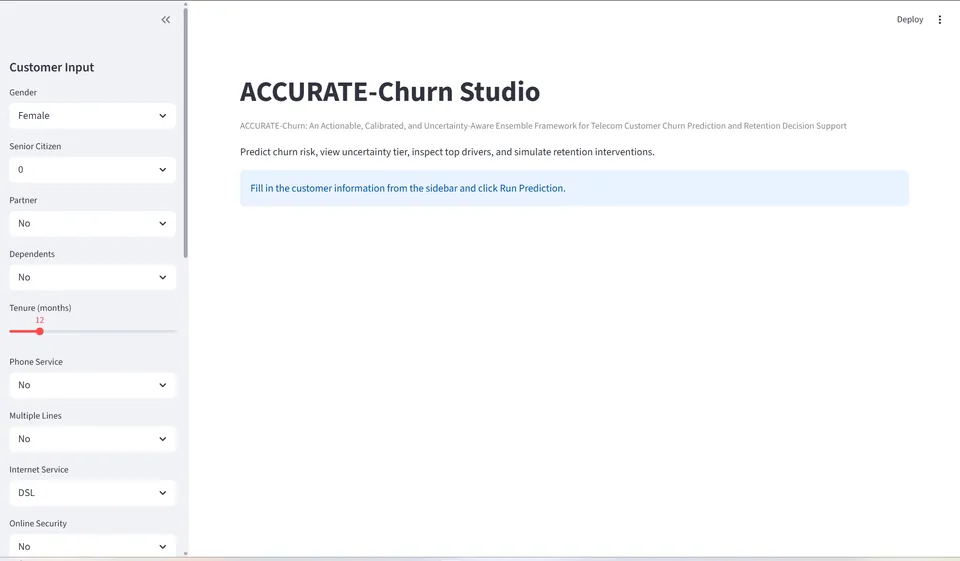 Deploy
Customer Input
Gender
Female
Senior Citizen
0
Partner
No
Dependents
No
Tenure (months)
12
Phone Service
No
Multiple Lines
No
Internet Service
DSL
Online Security
No
ACCURATE-Churn Studio
ACCURATE-Churn: An Actionable, Calibrated, and Uncertainty-Aware Ensemble Framework for Telecom Customer Churn Prediction and Retention Decision Support
Predict churn risk, view uncertainty tier, inspect top drivers, and simulate retention interventions.
Fill in the customer information from the sidebar and click Run Prediction.